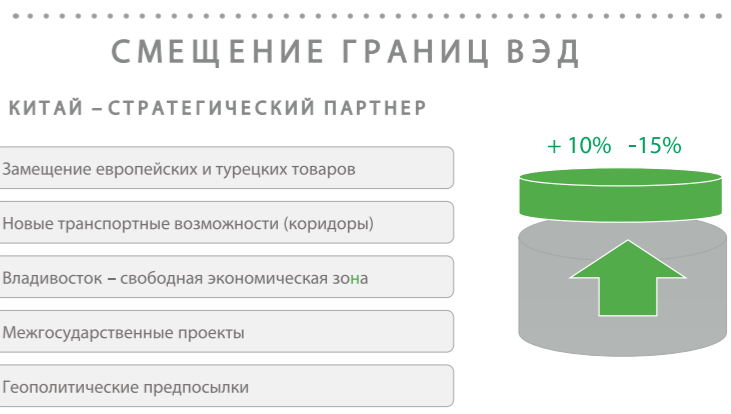 СМЕЩЕНИЕ ГРАНИЦ ВЭД
КИТАЙ – СТРАТЕГИЧЕСКИЙ ПАРТНЕР
+ 10% -15%
Замещение европейских и турецких товаров
Новые транспортные возможности (коридоры)
Владивосток – свободная экономическая зона
Межгосударственные проекты
Геополитические предпосылки